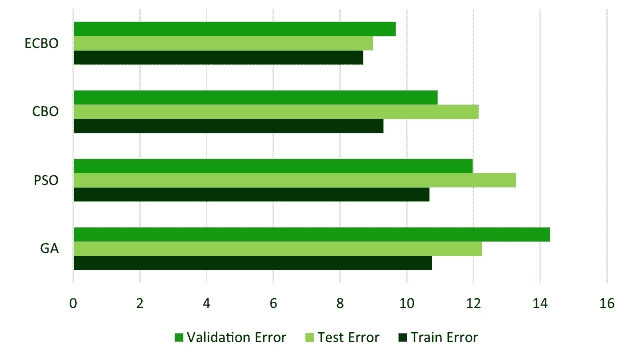 ECBO
CBO
PSO
GA
0 2 4 6 8 10 12 14 16
Validation Error Test Error Train Error